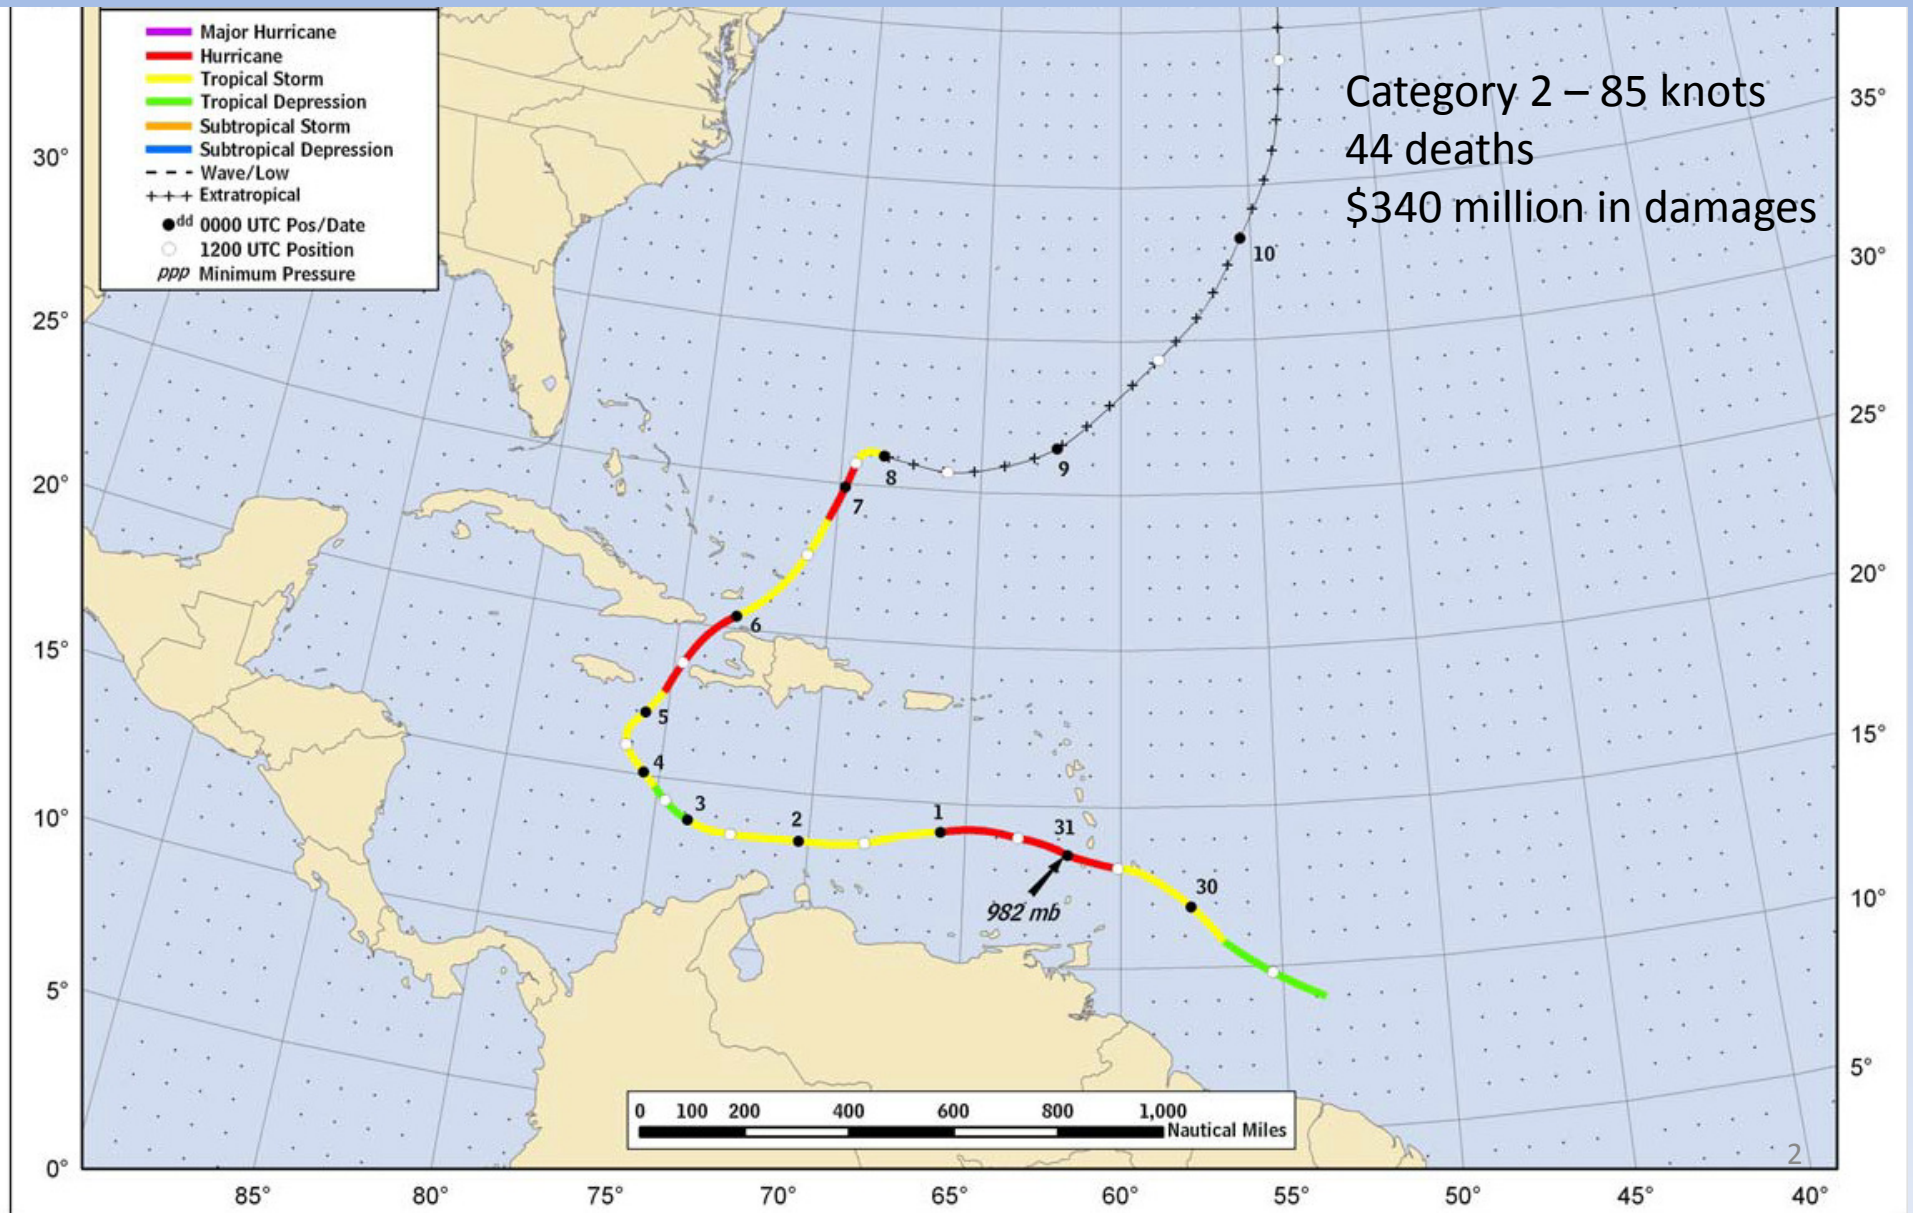 Major Hurricane
Hurricane
Tropical Storm
Tropical Depression
Subtropical Storm
Subtropical Depression
Wave/Low
+++ Extratropical
dd 0000 UTC Pos/Date
1200 UTC Position
ppp Minimum Pressure
Category 2 – 85 knots
44 deaths
$340 million in damages
30°
25°
20°
15°
10°
5°
0°
35°
30°
25°
20°
15°
10°
5°
10
9
8
7
6
5
4
3
2
1
31
30
982 mb
0 100 200 400 600 800 1,000
Nautical Miles
2
85° 80° 75° 70° 65° 60° 55° 50° 45° 40°